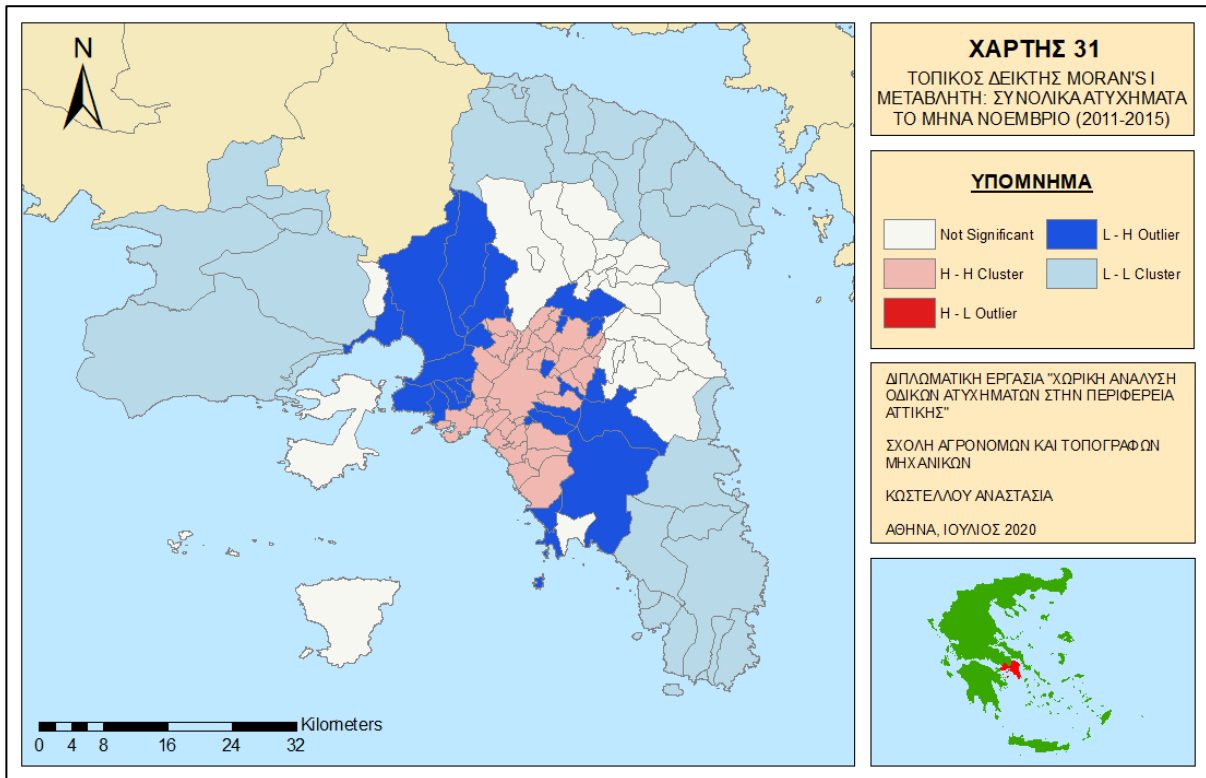 N
Kilometers
0 4 8 16 24 32
ΧΑΡΤΗΣ 31
ΤΟΠΙΚΟΣ ΔΕΙΚΤΗΣ MORAN'S I
ΜΕΤΑΒΛΗΤΗ: ΣΥΝΟΛΙΚΑ ΑΤΥΧΗΜΑΤΑ
ΤΟ ΜΗΝΑ ΝΟΕΜΒΡΙΟ (2011-2015)
ΥΠΟΜΝΗΜΑ
Not Significant
L - H Outlier
H - H Cluster
L - L Cluster
H - L Outlier
ΔΙΠΛΩΜΑΤΙΚΗ ΕΡΓΑΣΙΑ "ΧΩΡΙΚΗ ΑΝΑΛΥΣΗ
ΟΔΙΚΩΝ ΑΤΥΧΗΜΑΤΩΝ ΣΤΗΝ ΠΕΡΙΦΕΡΕΙΑ
ΑΤΤΙΚΗΣ"
ΣΧΟΛΗ ΑΓΡΟΝΟΜΩΝ ΚΑΙ ΤΟΠΟΓΡΑΦΩΝ
ΜΗΧΑΝΙΚΩΝ
ΚΩΣΤΕΛΛΟΥ ΑΝΑΣΤΑΣΙΑ
ΑΘΗΝΑ, ΙΟΥΛΙΟΣ 2020